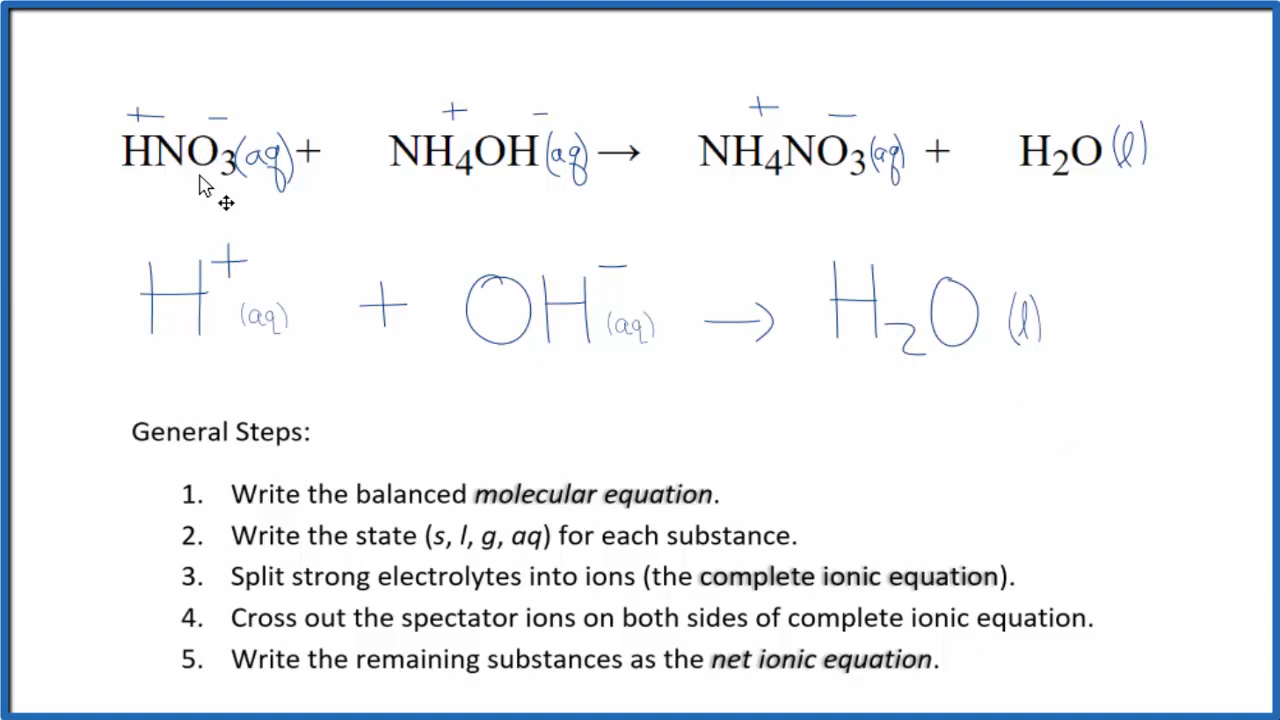 + − + − + −
HNO₃(aq)+ NH₄OH(aq) → NH₄NO₃(aq) + H₂O(l)
H⁺(aq) + OH⁻(aq) → H₂O (l)
General Steps:
1. Write the balanced molecular equation.
2. Write the state (s, l, g, aq) for each substance.
3. Split strong electrolytes into ions (the complete ionic equation).
4. Cross out the spectator ions on both sides of complete ionic equation.
5. Write the remaining substances as the net ionic equation.